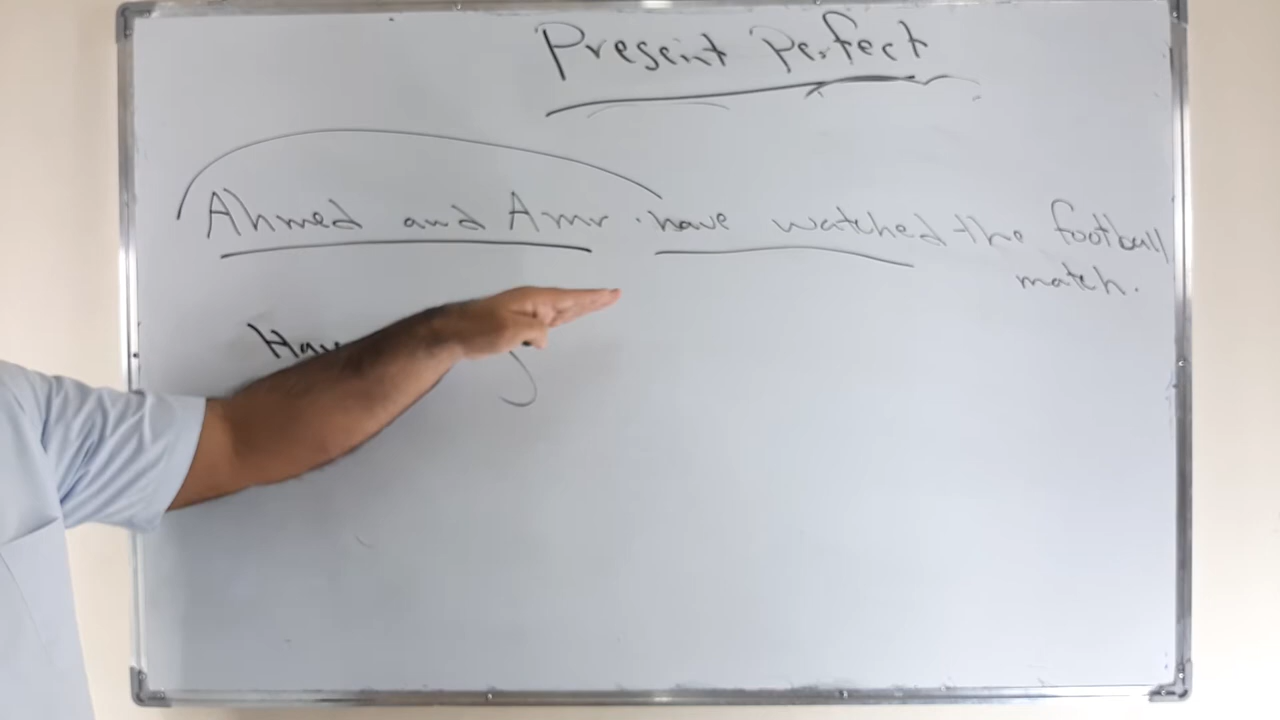 Present Perfect
Ahmed and Amr have watched the football
match.